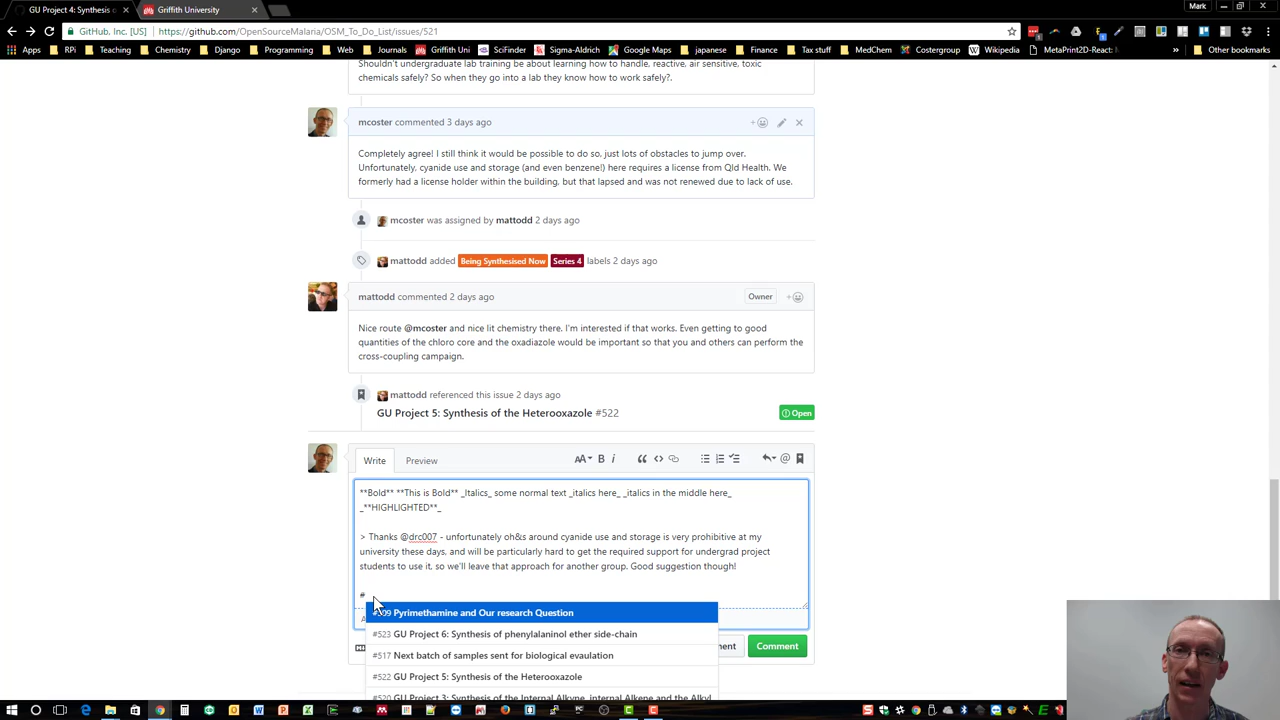 GU Project 4: Synthesis o
Griffith University
Mark
GitHub, Inc. [US]
https://github.com/OpenSourceMalaria/OSM_To_Do_List/issues/521
Apps
RPi
Teaching
Chemistry
Django
Programming
Web
Journals
Griffith Uni
SciFinder
Sigma-Aldrich
Google Maps
japanese
Finance
Tax stuff
MedChem
Costergroup
Wikipedia
MetaPrint2D-React: M
Other bookmarks
Shouldn't undergraduate lab training be about learning how to handle, reactive, air sensitive, toxic
chemicals safely? So when they go into a lab they know how to work safely?.
mcoster commented 3 days ago
Completely agree! I still think it would be possible to do so, just lots of obstacles to jump over.
Unfortunately, cyanide use and storage (and even benzene!) here requires a license from Qld Health. We
formerly had a license holder within the building, but that lapsed and was not renewed due to lack of use.
mcoster was assigned by mattodd 2 days ago
mattodd added Being Synthesised Now Series 4 labels 2 days ago
mattodd commented 2 days ago
Owner
Nice route @mcoster and nice lit chemistry there. I'm interested if that works. Even getting to good
quantities of the chloro core and the oxadiazole would be important so that you and others can perform the
cross-coupling campaign.
mattodd referenced this issue 2 days ago
GU Project 5: Synthesis of the Heterooxazole #522
Open
Write
Preview
AA B i
**Bold** **This is Bold** _Italics_ some normal text _italics here_ _italics in the middle here_
_**HIGHLIGHTED**_
> Thanks @drc007 - unfortunately oh&s around cyanide use and storage is very prohibitive at my
university these days, and will be particularly hard to get the required support for undergrad project
students to use it, so we'll leave that approach for another group. Good suggestion though!
#
Pyrimethamine and Our research Question
#523 GU Project 6: Synthesis of phenylalaninol ether side-chain
#517 Next batch of samples sent for biological evaulation
#522 GU Project 5: Synthesis of the Heterooxazole
#520 GU Project 3: Synthesis of the Internal Alkyne, internal Alkene and the Alkyl
Comment